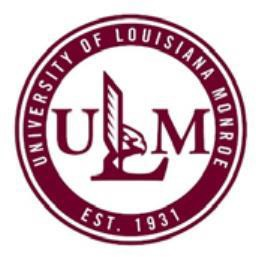 UNIVERSITY OF LOUISIANA MONROE
ULM
EST. 1931